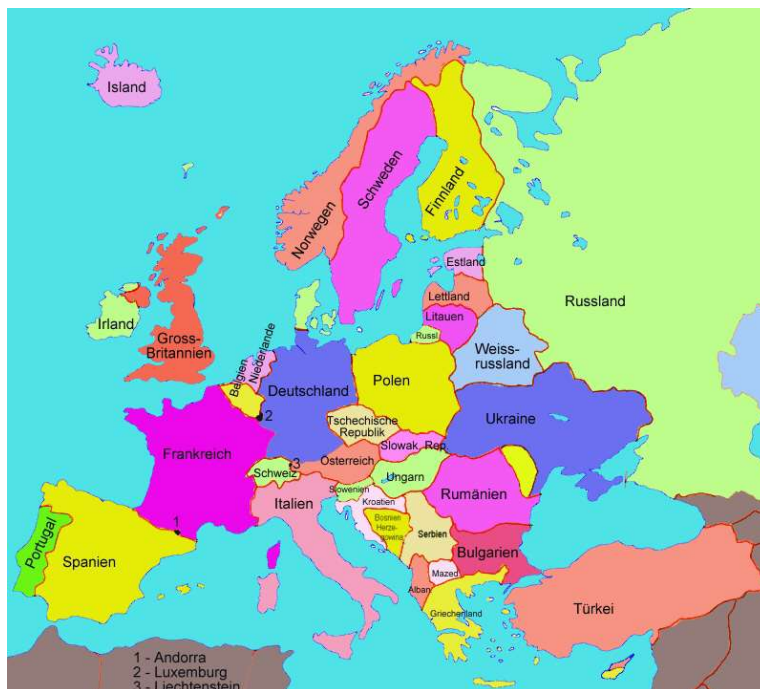 Island
Schweden
Finnland
Norwegen
Estland
Lettland
Russland
Litauen
Irland
Gross-
Britannien
Russl
Weiss-
russland
Niederlande
Belgien
Deutschland
Polen
2
Tschechische
Republik
Ukraine
Slowak. Rep.
Frankreich
3
Österreich
Schweiz
Ungarn
Slowenien
Rumänien
Italien
Kroatien
Bosnien
Herze-
gowina
1
Serbien
Portugal
Spanien
Bulgarien
Mazed
Alban
Türkei
Griechenland
1 - Andorra
2 - Luxemburg
3 - Liechtenstein